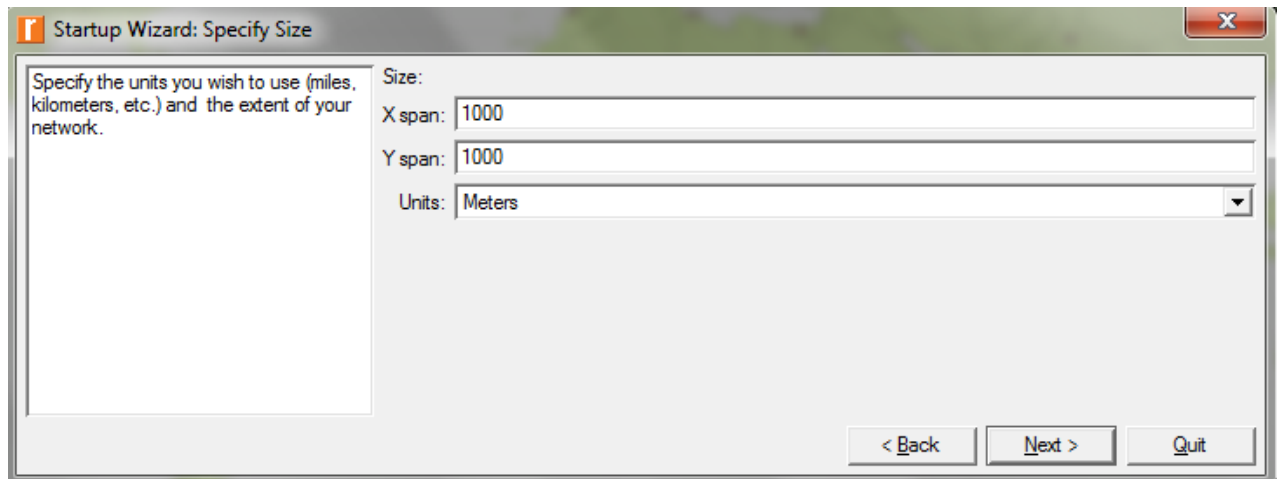 Startup Wizard: Specify Size
Specify the units you wish to use (miles,
kilometers, etc.) and  the extent of your
network.
Size:
X span: 1000
Y span: 1000
Units: Meters
< Back
Next >
Quit